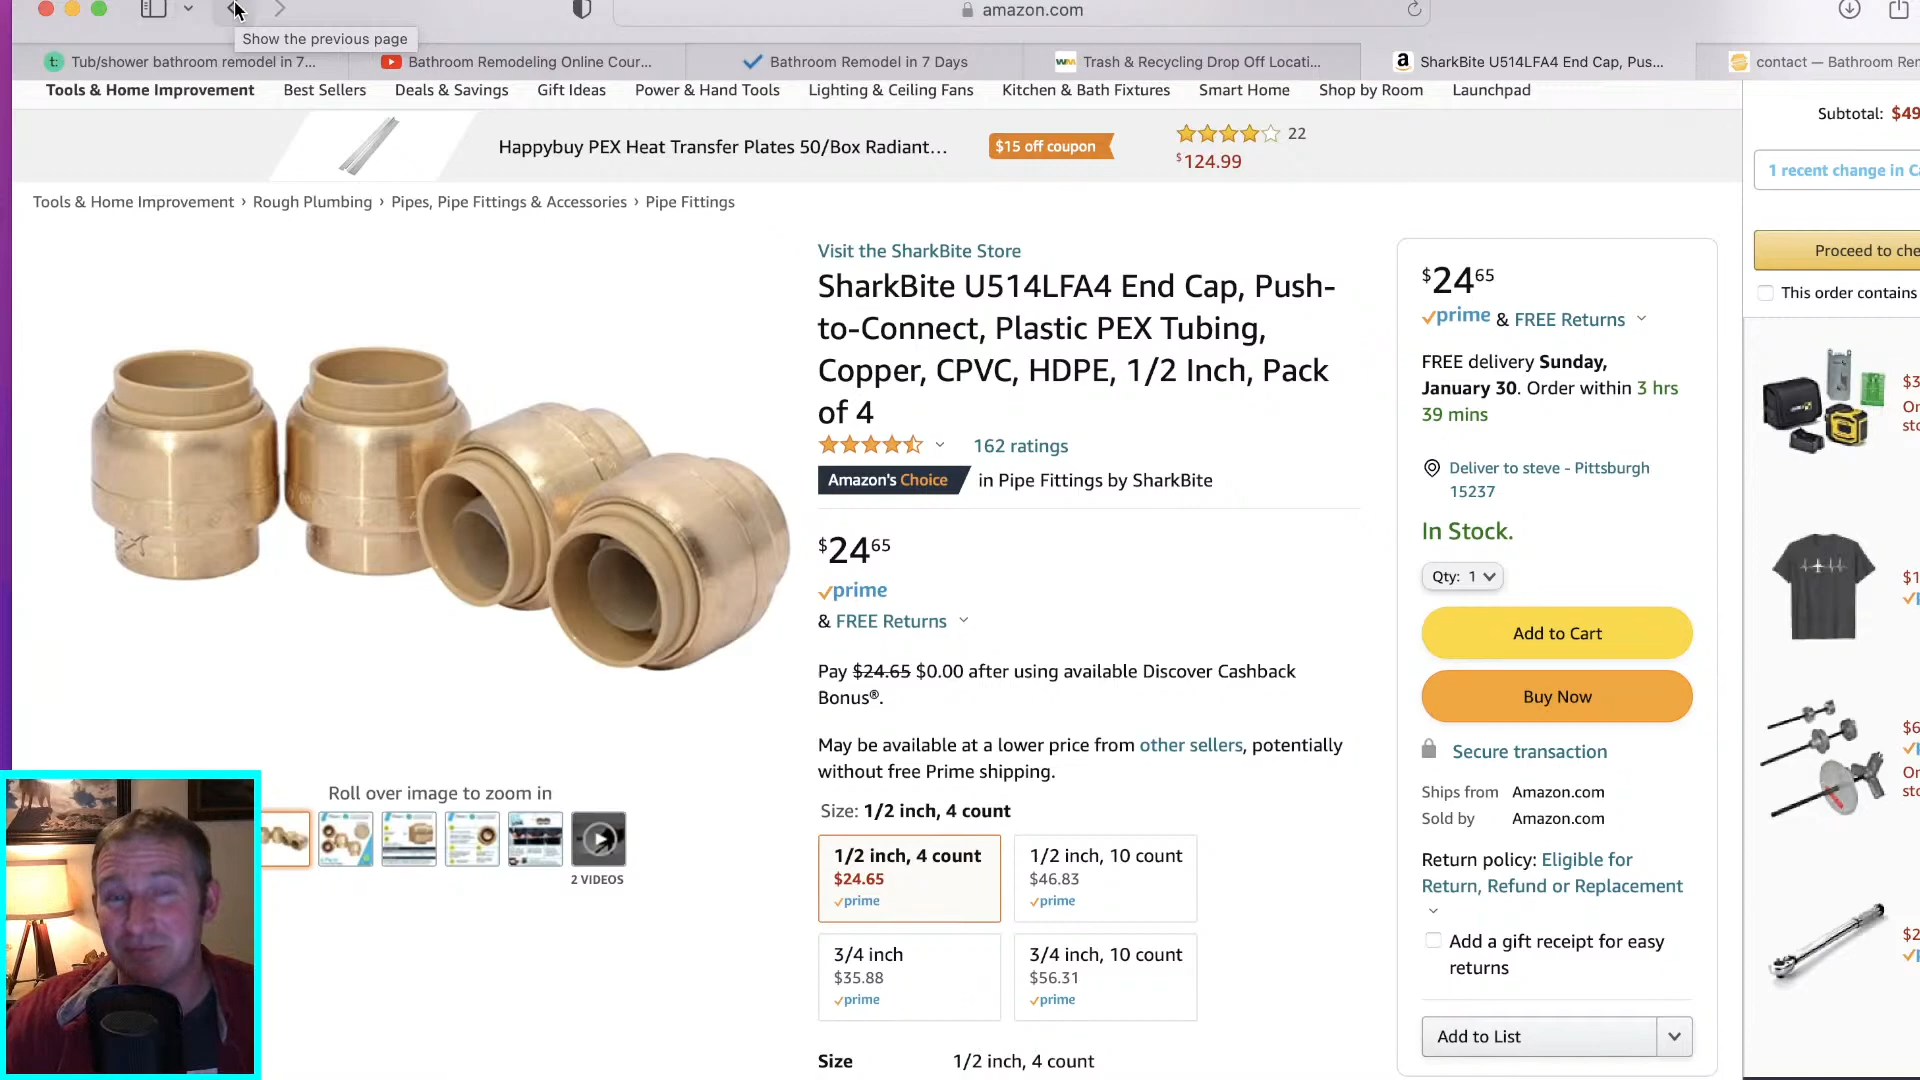 amazon.com
Show the previous page
Tub/shower bathroom remodel in 7...
Bathroom Remodeling Online Cour...
Bathroom Remodel in 7 Days
Trash & Recycling Drop Off Locati...
SharkBite U514LFA4 End Cap, Pus...
contact — Bathroom Rem
Tools & Home Improvement
Best Sellers
Deals & Savings
Gift Ideas
Power & Hand Tools
Lighting & Ceiling Fans
Kitchen & Bath Fixtures
Smart Home
Shop by Room
Launchpad
Subtotal: $49
Happybuy PEX Heat Transfer Plates 50/Box Radiant...
$15 off coupon
22
$124.99
1 recent change in Ca
Tools & Home Improvement › Rough Plumbing › Pipes, Pipe Fittings & Accessories › Pipe Fittings
Proceed to che
This order contains
Visit the SharkBite Store
SharkBite U514LFA4 End Cap, Push-
to-Connect, Plastic PEX Tubing,
Copper, CPVC, HDPE, 1/2 Inch, Pack
of 4
162 ratings
Amazon's Choice in Pipe Fittings by SharkBite
$24 65
prime
& FREE Returns
Pay $24.65 $0.00 after using available Discover Cashback
Bonus®.
May be available at a lower price from other sellers, potentially
without free Prime shipping.
Size: 1/2 inch, 4 count
1/2 inch, 4 count
$24.65
prime
1/2 inch, 10 count
$46.83
prime
3/4 inch
$35.88
prime
3/4 inch, 10 count
$56.31
prime
Size 1/2 inch, 4 count
Roll over image to zoom in
2 VIDEOS
$24 65
prime & FREE Returns
FREE delivery Sunday,
January 30. Order within 3 hrs
39 mins
Deliver to steve - Pittsburgh
15237
In Stock.
Qty: 1
Add to Cart
Buy Now
Secure transaction
Ships from Amazon.com
Sold by Amazon.com
Return policy: Eligible for
Return, Refund or Replacement
Add a gift receipt for easy
returns
Add to List
$3
On
sto
$1
$6
On
sto
$2